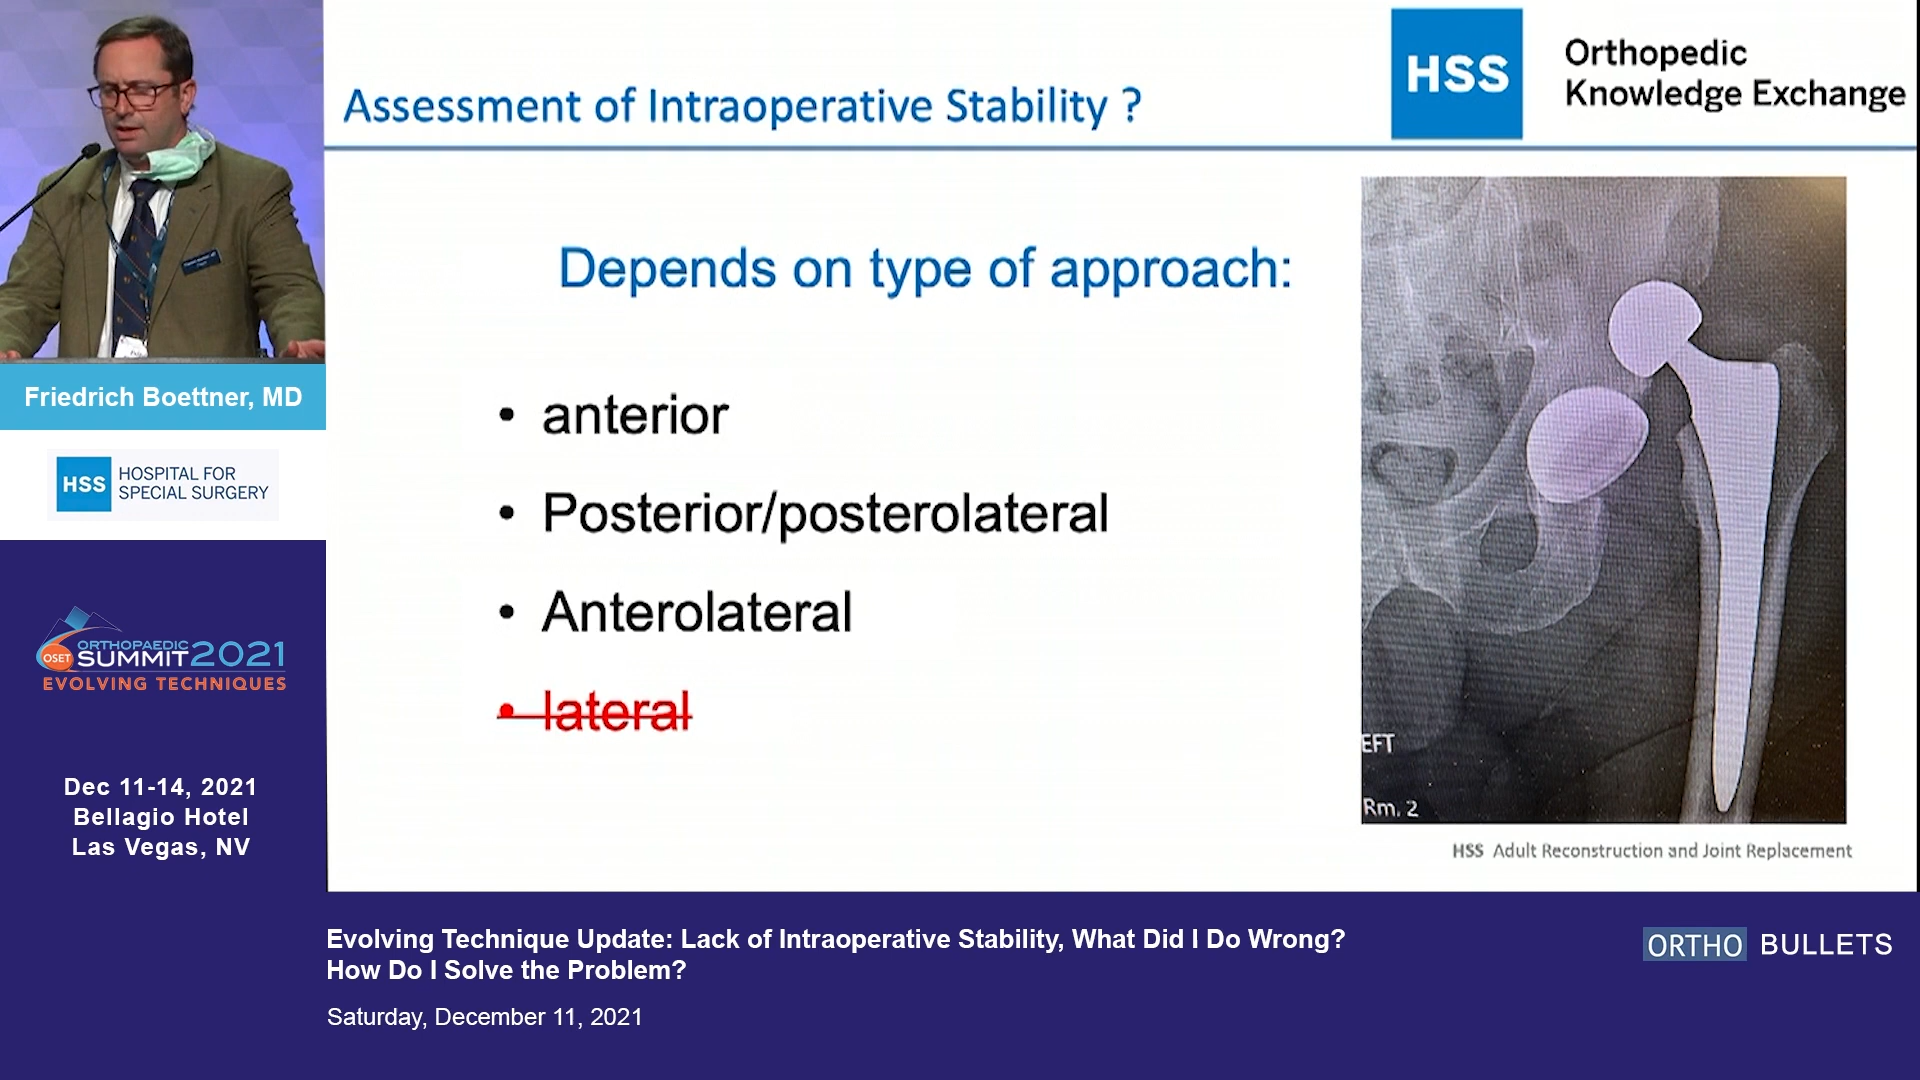 Assessment of Intraoperative Stability ?
HSS
Orthopedic
Knowledge Exchange
Depends on type of approach:
• anterior
• Posterior/posterolateral
• Anterolateral
• lateral
EFT
Rm. 2
HSS Adult Reconstruction and Joint Replacement
Friedrich Boettner, MD
HSS
HOSPITAL FOR
SPECIAL SURGERY
OSET
ORTHOPAEDIC
SUMMIT 2021
EVOLVING TECHNIQUES
Dec 11-14, 2021
Bellagio Hotel
Las Vegas, NV
Evolving Technique Update: Lack of Intraoperative Stability, What Did I Do Wrong?
How Do I Solve the Problem?
Saturday, December 11, 2021
ORTHO BULLETS